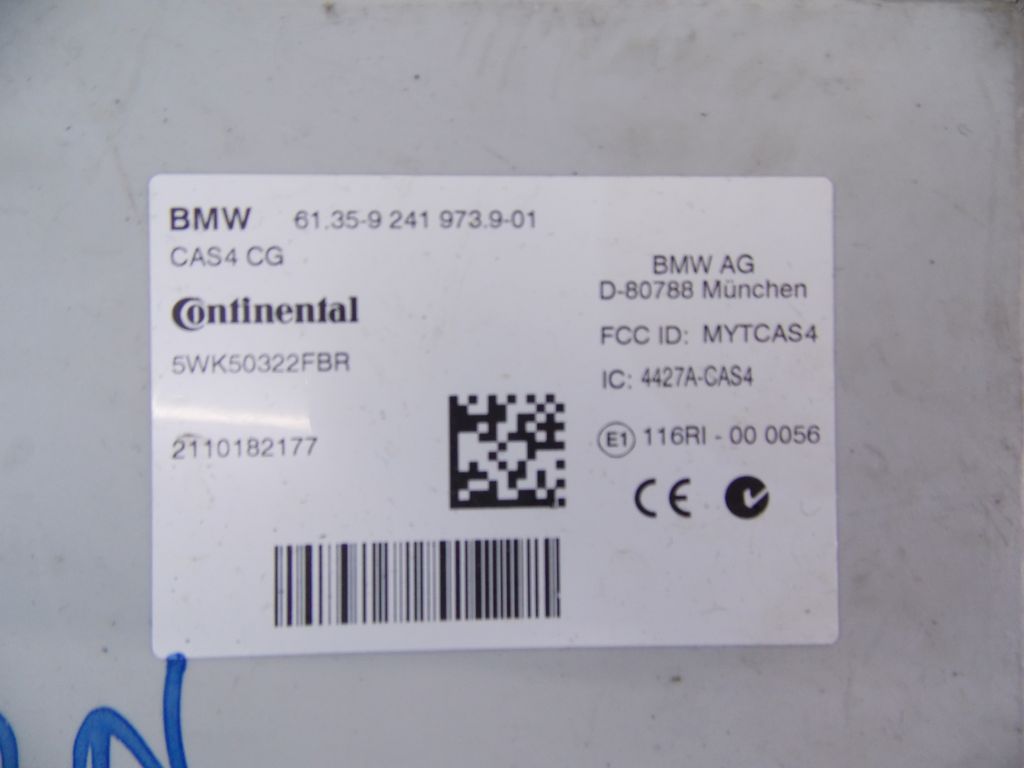 BMW 61.35-9 241 973.9-01
CAS4 CG
Continental
5WK50322FBR
2110182177
BMW AG
D-80788 München
FCC ID: MYTCAS4
IC: 4427A-CAS4
E1 116RI - 00 0056
CE